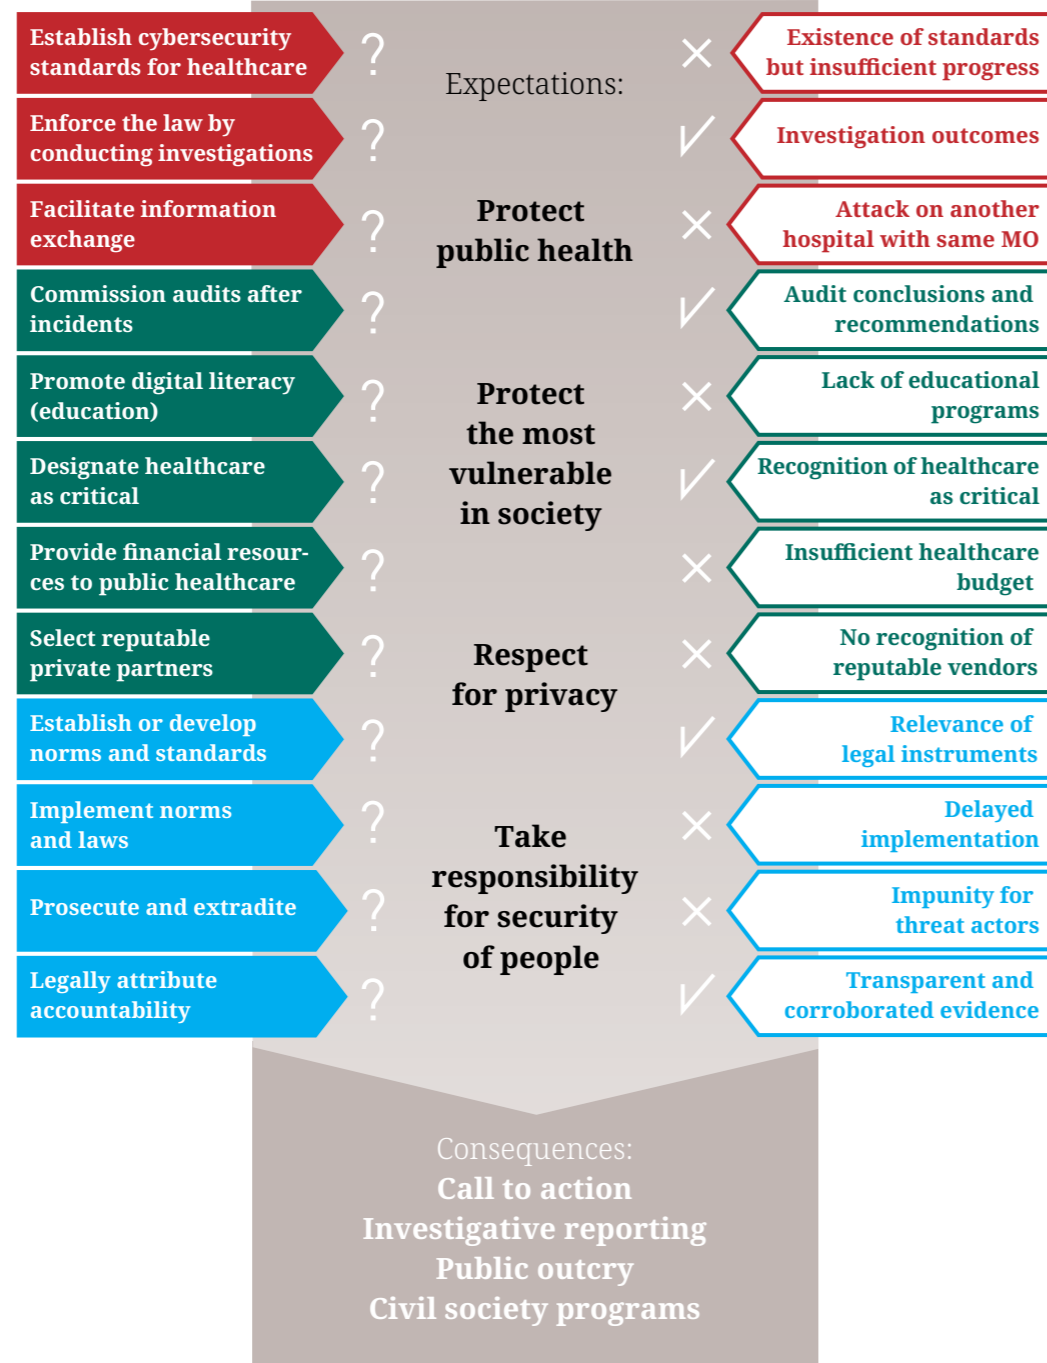 Establish cybersecurity
standards for healthcare
?
Enforce the law by
conducting investigations
?
Facilitate information
exchange
?
Commission audits after
incidents
?
Promote digital literacy
(education)
?
Designate healthcare
as critical
?
Provide financial resour-
ces to public healthcare
?
Select reputable
private partners
?
Establish or develop
norms and standards
?
Implement norms
and laws
?
Prosecute and extradite
?
Legally attribute
accountability
?
Expectations:
Protect
public health
Protect
the most
vulnerable
in society
Respect
for privacy
Take
responsibility
for security
of people
Existence of standards
but insufficient progress
Investigation outcomes
Attack on another
hospital with same MO
Audit conclusions and
recommendations
Lack of educational
programs
Recognition of healthcare
as critical
Insufficient healthcare
budget
No recognition of
reputable vendors
Relevance of
legal instruments
Delayed
implementation
Impunity for
threat actors
Transparent and
corroborated evidence
Consequences:
Call to action
Investigative reporting
Public outcry
Civil society programs